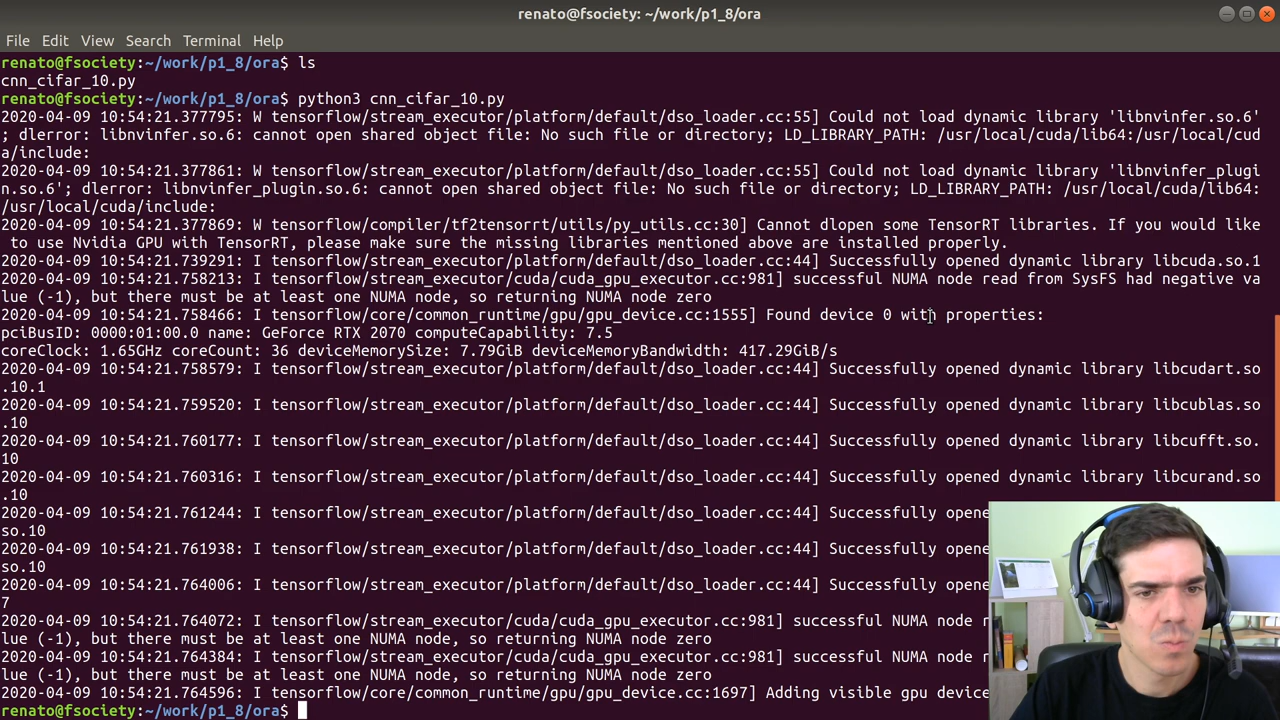 renato@fsociety: ~/work/p1_8/ora
File Edit View Search Terminal Help
renato@fsociety:~/work/p1_8/ora$ ls
cnn_cifar_10.py
renato@fsociety:~/work/p1_8/ora$ python3 cnn_cifar_10.py
2020-04-09 10:54:21.377795: W tensorflow/stream_executor/platform/default/dso_loader.cc:55] Could not load dynamic library 'libnvinfer.so.6'
; dlerror: libnvinfer.so.6: cannot open shared object file: No such file or directory; LD_LIBRARY_PATH: /usr/local/cuda/lib64:/usr/local/cud
a/include:
2020-04-09 10:54:21.377861: W tensorflow/stream_executor/platform/default/dso_loader.cc:55] Could not load dynamic library 'libnvinfer_plugi
n.so.6'; dlerror: libnvinfer_plugin.so.6: cannot open shared object file: No such file or directory; LD_LIBRARY_PATH: /usr/local/cuda/lib64:
/usr/local/cuda/include:
2020-04-09 10:54:21.377869: W tensorflow/compiler/tf2tensorrt/utils/py_utils.cc:30] Cannot dlopen some TensorRT libraries. If you would like
to use Nvidia GPU with TensorRT, please make sure the missing libraries mentioned above are installed properly.
2020-04-09 10:54:21.739291: I tensorflow/stream_executor/platform/default/dso_loader.cc:44] Successfully opened dynamic library libcuda.so.1
2020-04-09 10:54:21.758213: I tensorflow/stream_executor/cuda/cuda_gpu_executor.cc:981] successful NUMA node read from SysFS had negative va
lue (-1), but there must be at least one NUMA node, so returning NUMA node zero
2020-04-09 10:54:21.758466: I tensorflow/core/common_runtime/gpu/gpu_device.cc:1555] Found device 0 with properties:
pciBusID: 0000:01:00.0 name: GeForce RTX 2070 computeCapability: 7.5
coreClock: 1.65GHz coreCount: 36 deviceMemorySize: 7.79GiB deviceMemoryBandwidth: 417.29GiB/s
2020-04-09 10:54:21.758579: I tensorflow/stream_executor/platform/default/dso_loader.cc:44] Successfully opened dynamic library libcudart.so
.10.1
2020-04-09 10:54:21.759520: I tensorflow/stream_executor/platform/default/dso_loader.cc:44] Successfully opened dynamic library libcublas.so
.10
2020-04-09 10:54:21.760177: I tensorflow/stream_executor/platform/default/dso_loader.cc:44] Successfully opened dynamic library libcufft.so.
10
2020-04-09 10:54:21.760316: I tensorflow/stream_executor/platform/default/dso_loader.cc:44] Successfully opened dynamic library libcurand.so
.10
2020-04-09 10:54:21.761244: I tensorflow/stream_executor/platform/default/dso_loader.cc:44] Successfully opene
so.10
2020-04-09 10:54:21.761938: I tensorflow/stream_executor/platform/default/dso_loader.cc:44] Successfully opene
so.10
2020-04-09 10:54:21.764006: I tensorflow/stream_executor/platform/default/dso_loader.cc:44] Successfully opene
7
2020-04-09 10:54:21.764072: I tensorflow/stream_executor/cuda/cuda_gpu_executor.cc:981] successful NUMA node r
lue (-1), but there must be at least one NUMA node, so returning NUMA node zero
2020-04-09 10:54:21.764384: I tensorflow/stream_executor/cuda/cuda_gpu_executor.cc:981] successful NUMA node r
lue (-1), but there must be at least one NUMA node, so returning NUMA node zero
2020-04-09 10:54:21.764596: I tensorflow/core/common_runtime/gpu/gpu_device.cc:1697] Adding visible gpu device
renato@fsociety:~/work/p1_8/ora$